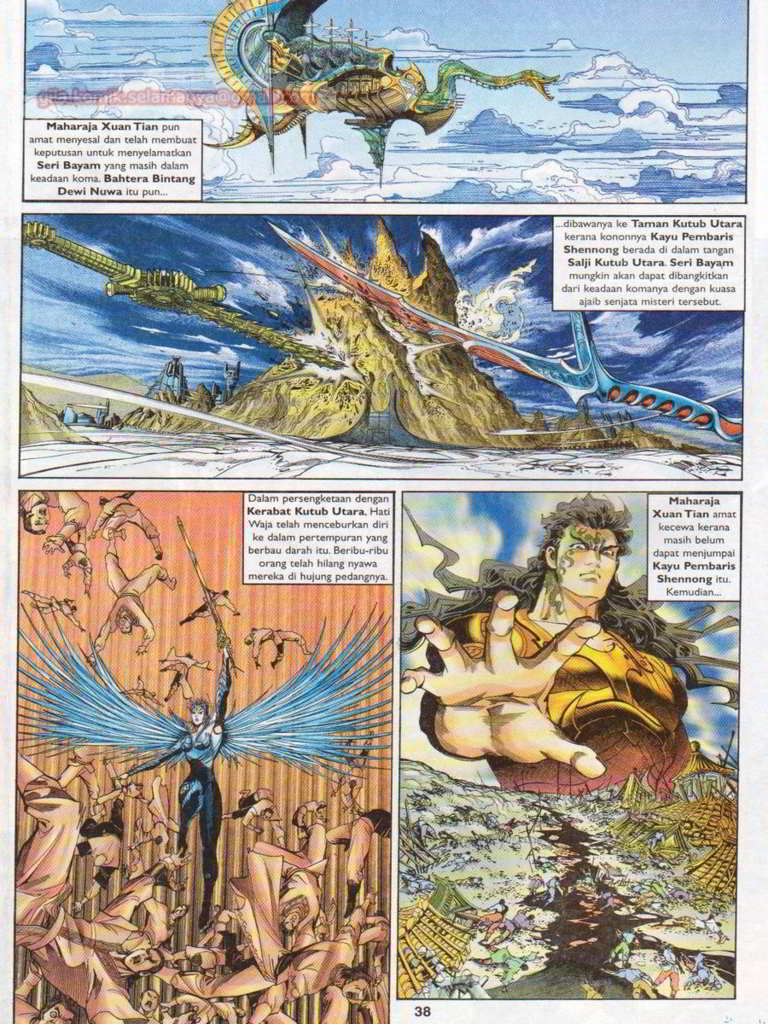 gila.komik.selamanya@gmail.com
Maharaja Xuan Tian pun
amat menyesal dan telah membuat
keputusan untuk menyelamatkan
Seri Bayam yang masih dalam
keadaan koma. Bahtera Bintang
Dewi Nuwa itu pun...
...dibawanya ke Taman Kutub Utara
kerana kononnya Kayu Pembaris
Shennong berada di dalam tangan
Salji Kutub Utara. Seri Bayam
mungkin akan dapat dibangkitkan
dari keadaan komanya dengan kuasa
ajaib senjata misteri tersebut.
Dalam persengketaan dengan
Kerabat Kutub Utara, Hati
Waja telah menceburkan diri
ke dalam pertempuran yang
berbau darah itu. Beribu-ribu
orang telah hilang nyawa
mereka di hujung pedangnya.
Maharaja
Xuan Tian amat
kecewa kerana
masih belum
dapat menjumpai
Kayu Pembaris
Shennong itu.
Kemudian...
38